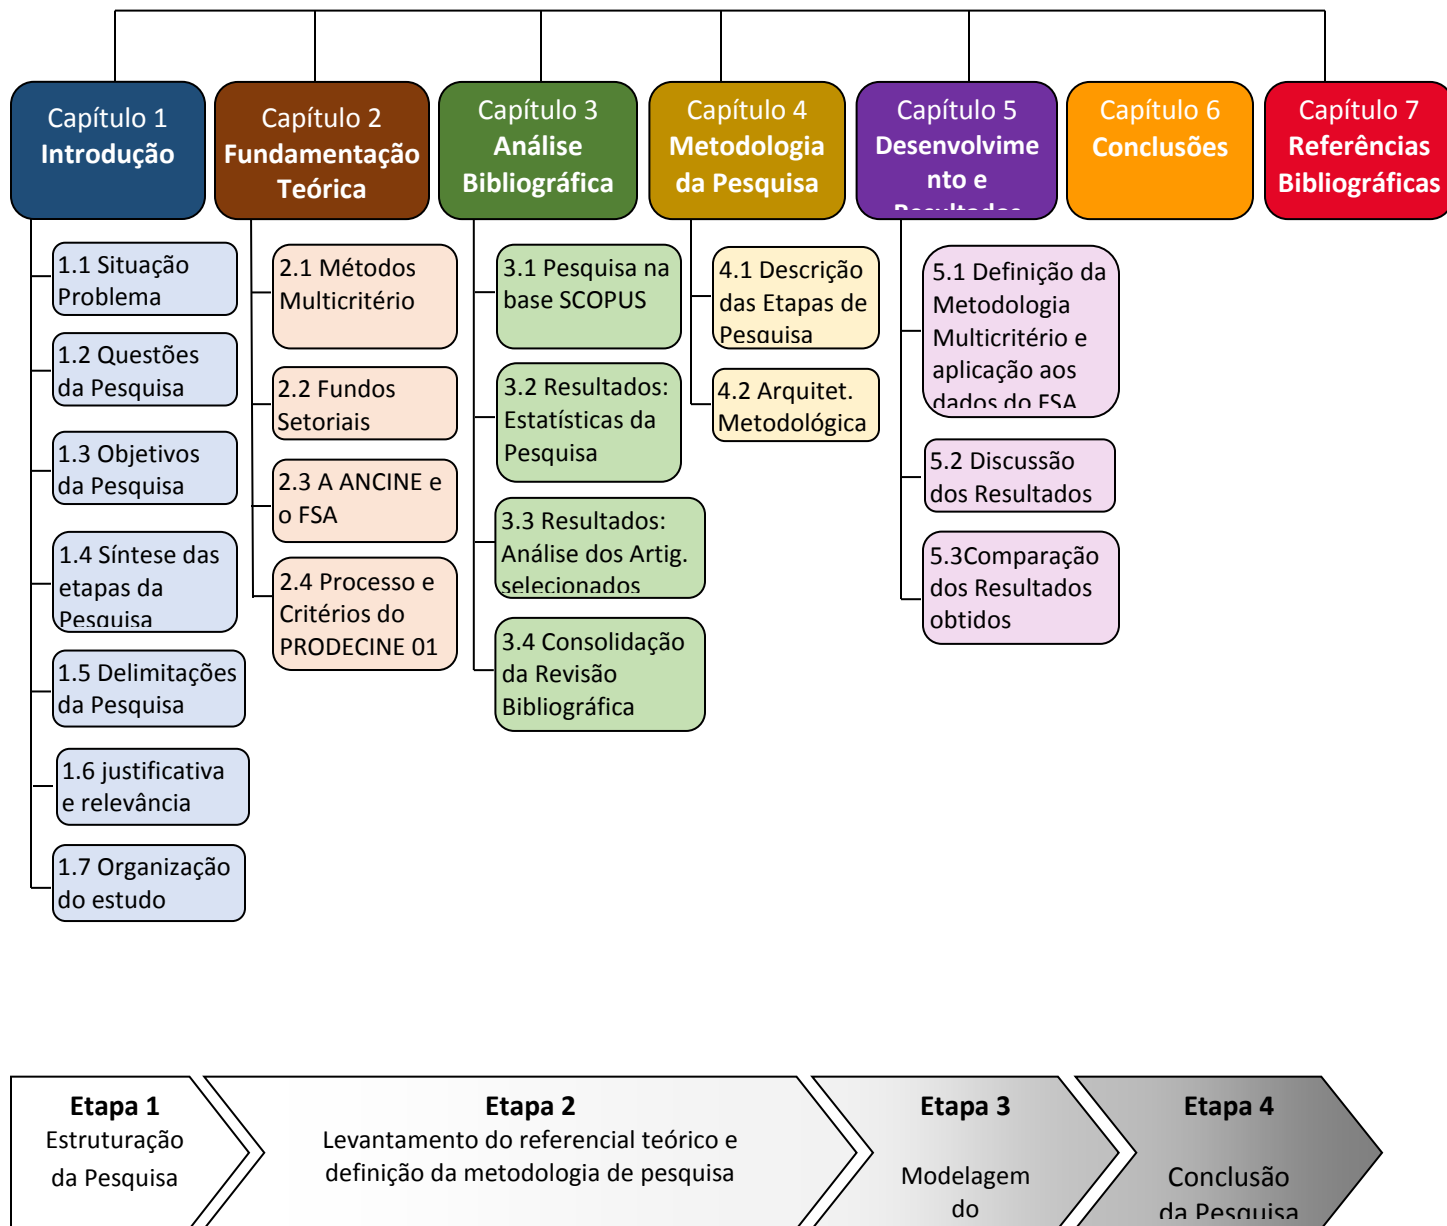 Capítulo 1
Introdução
Capítulo 2
Fundamentação
Teórica
Capítulo 3
Análise
Bibliográfica
Capítulo 4
Metodologia
da Pesquisa
Capítulo 5
Desenvolvime
nto e
Resultados
Capítulo 6
Conclusões
Capítulo 7
Referências
Bibliográficas
1.1 Situação
Problema
1.2 Questões
da Pesquisa
1.3 Objetivos
da Pesquisa
1.4 Síntese das
etapas da
Pesquisa
1.5 Delimitações
da Pesquisa
1.6 justificativa
e relevância
1.7 Organização
do estudo
2.1 Métodos
Multicritério
2.2 Fundos
Setoriais
2.3 A ANCINE e
o FSA
2.4 Processo e
Critérios do
PRODECINE 01
3.1 Pesquisa na
base SCOPUS
3.2 Resultados:
Estatísticas da
Pesquisa
3.3 Resultados:
Análise dos Artig.
selecionados
3.4 Consolidação
da Revisão
Bibliográfica
4.1 Descrição
das Etapas de
Pesquisa
4.2 Arquitet.
Metodológica
5.1 Definição da
Metodologia
Multicritério e
aplicação aos
dados do FSA
5.2 Discussão
dos Resultados
5.3Comparação
dos Resultados
obtidos
Etapa 1
Estruturação
da Pesquisa
Etapa 2
Levantamento do referencial teórico e
definição da metodologia de pesquisa
Etapa 3
Modelagem
do
Etapa 4
Conclusão
da Pesquisa